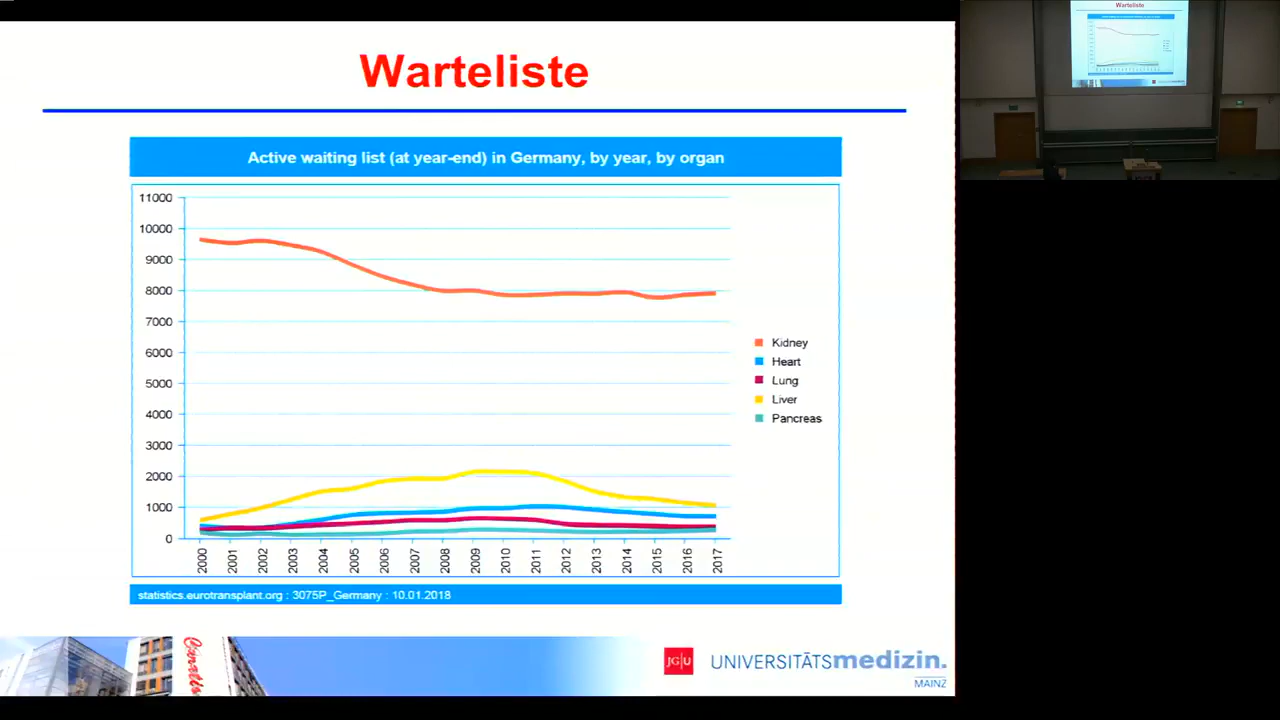 Warteliste
Active waiting list (at year-end) in Germany, by year, by organ
11000
10000
9000
8000
7000
6000
5000
4000
3000
2000
1000
0
2000 2001 2002 2003 2004 2005 2006 2007 2008 2009 2010 2011 2012 2013 2014 2015 2016 2017
Kidney
Heart
Lung
Liver
Pancreas
statistics.eurotransplant.org : 3075P_Germany : 10.01.2018
JG|U UNIVERSITÄTSmedizin.
MAINZ
Warteliste